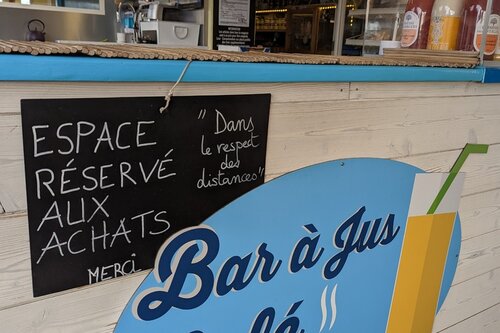 ESPACE
RÉSERVÉ
AUX
ACHATS
MERCI
"Dans
le respect
des
distances"
Bar à Jus